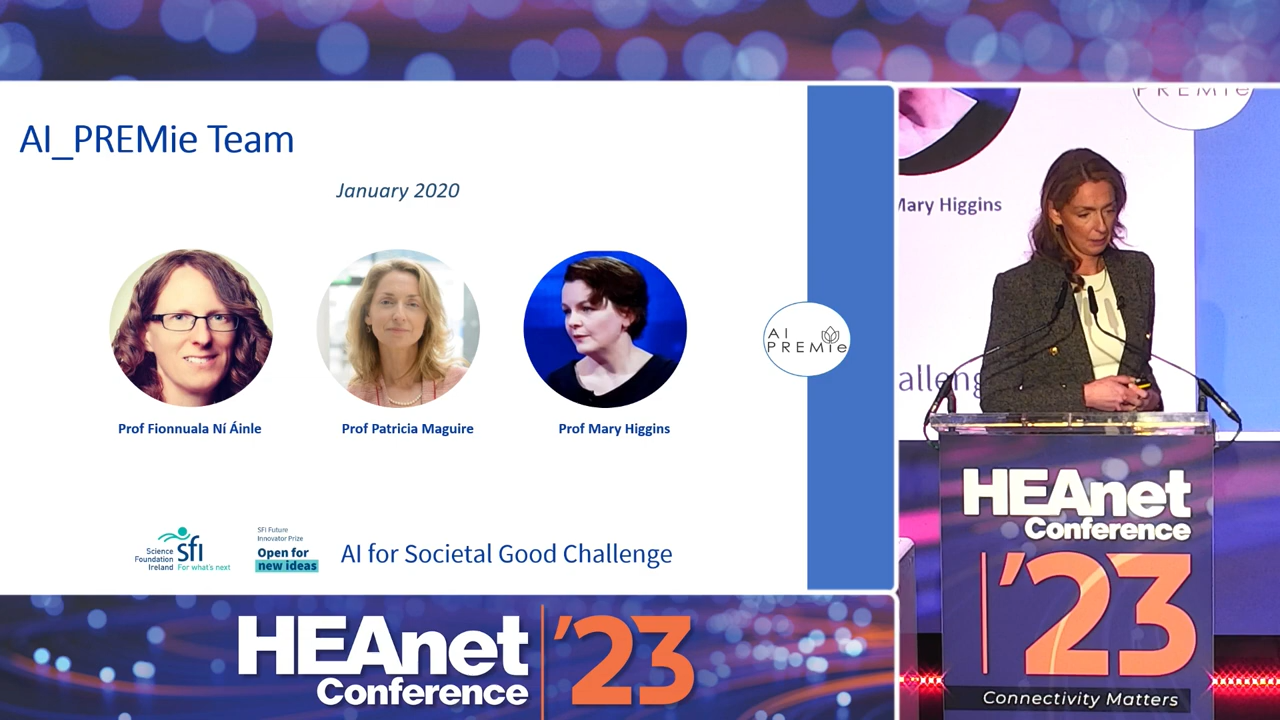 AI_PREMie Team
January 2020
Prof Fionnuala Ní Áinle
Prof Patricia Maguire
Prof Mary Higgins
AI
PREMie
Science
Foundation
Ireland
sfi
For what's next
SFI Future
Innovator Prize
Open for
new ideas
AI for Societal Good Challenge
HEAnet
Conference
'23
PREMie
Mary Higgins
alleng
HEAnet
Conference
'23
Connectivity Matters